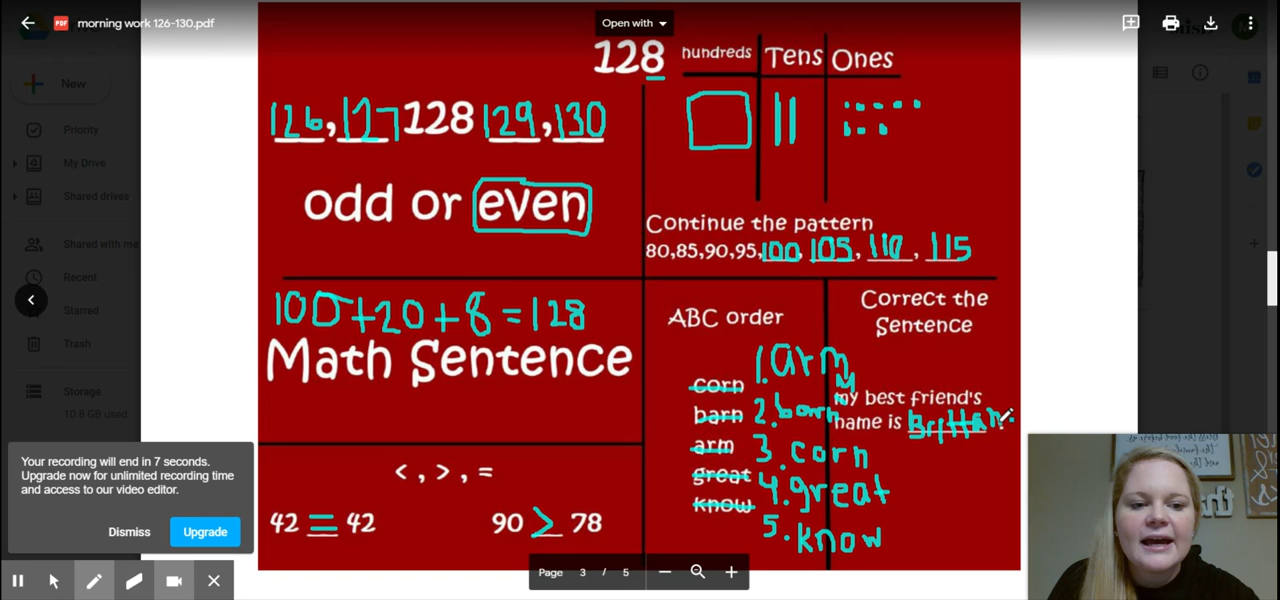 morning work 126-130.pdf
Open with
New
Priority
My Drive
Shared drives
Shared with me
Recent
Starred
Trash
Storage
10.8 GB used
128
hundreds Tens Ones
126, 127 128 129, 130
odd or even
Continue the pattern
80,85,90,95,100, 105, 110, 115
100+20+8=128
Math Sentence
<, >, =
42 = 42
90 > 78
ABC order
corn
barn
arm
great
know
1. arm
2. barn
3. corn
4. great
5. know
Correct the
Sentence
My best friend's
name is
Your recording will end in 7 seconds.
Upgrade now for unlimited recording time
and access to our video editor.
Dismiss
Upgrade
Page 3 / 5